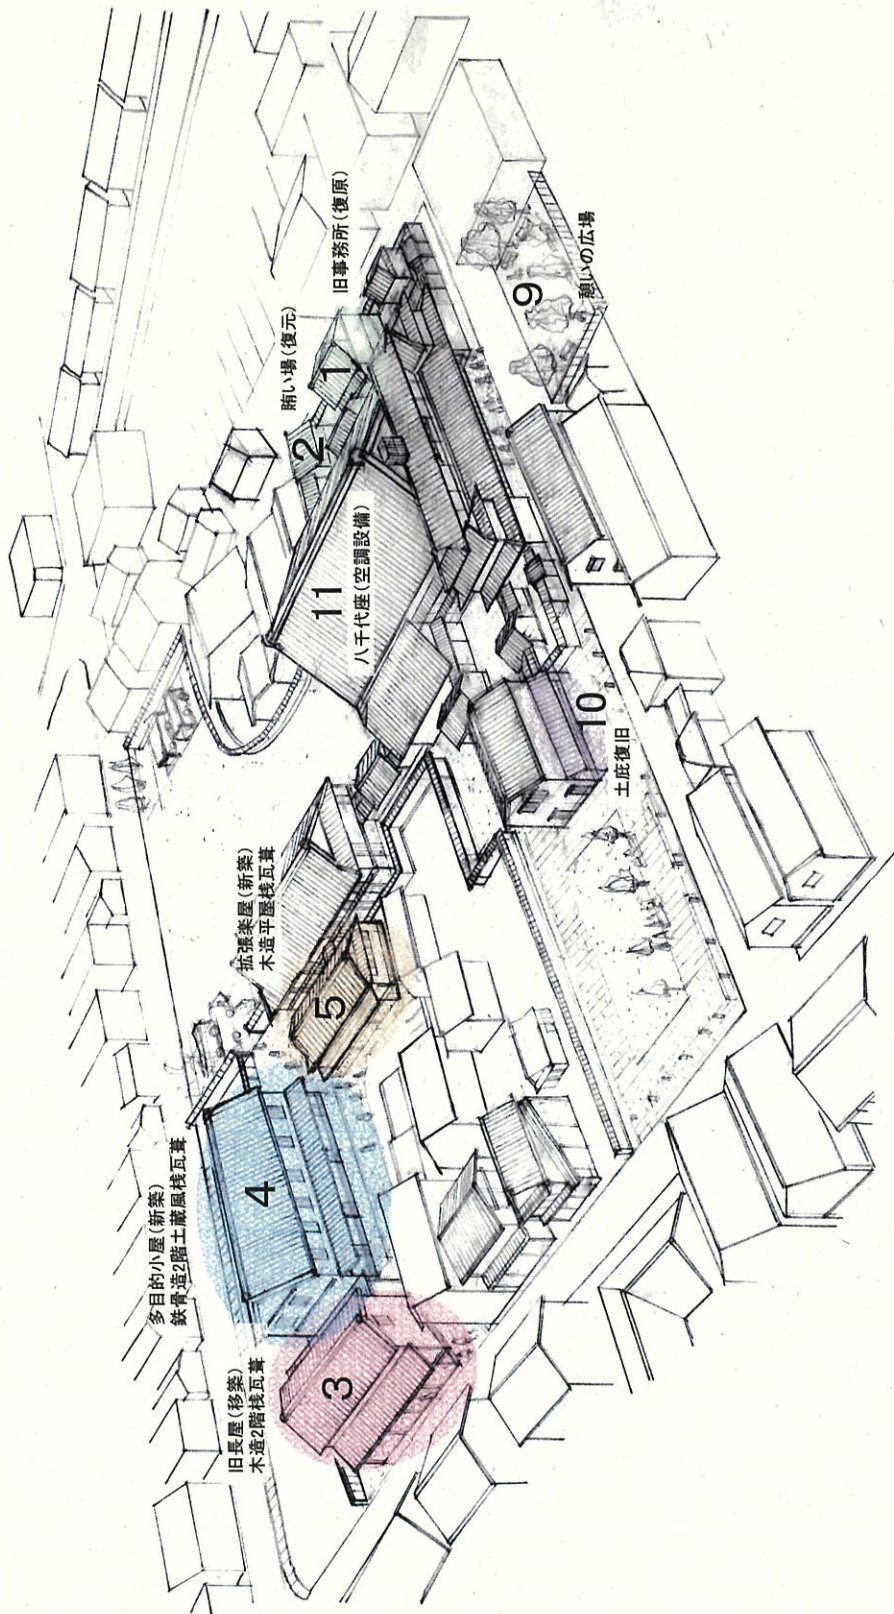 多目的小屋(新築)
鉄骨造2階土蔵風桟瓦葺
旧長屋(移築)
木造2階桟瓦葺
4
3
拡張楽屋(新築)
木造平屋桟瓦葺
5
賄い場(復元)
旧事務所(復原)
2
1
11
八千代座(空調設備)
9
憩いの広場
10
土庇復旧